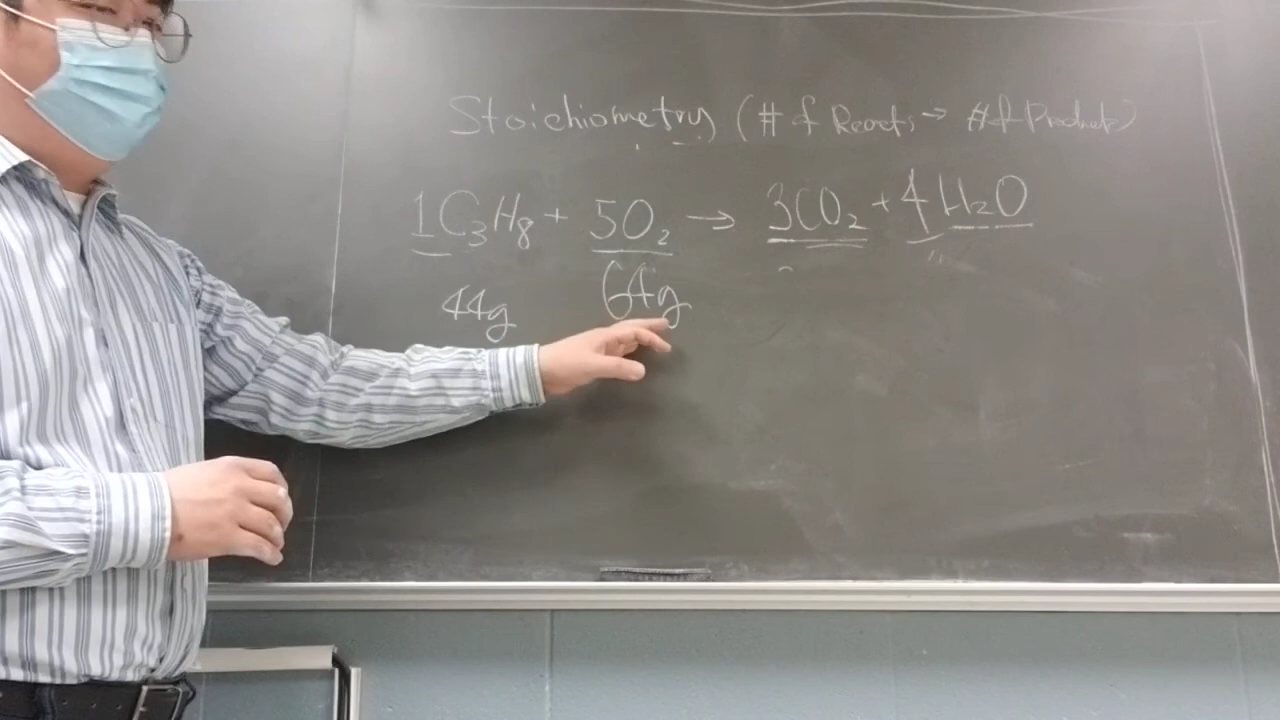 Stoichiometry (# of Reacts → # of Products)
1C₃H₈ + 5O₂ → 3CO₂ + 4H₂O
44g 64g